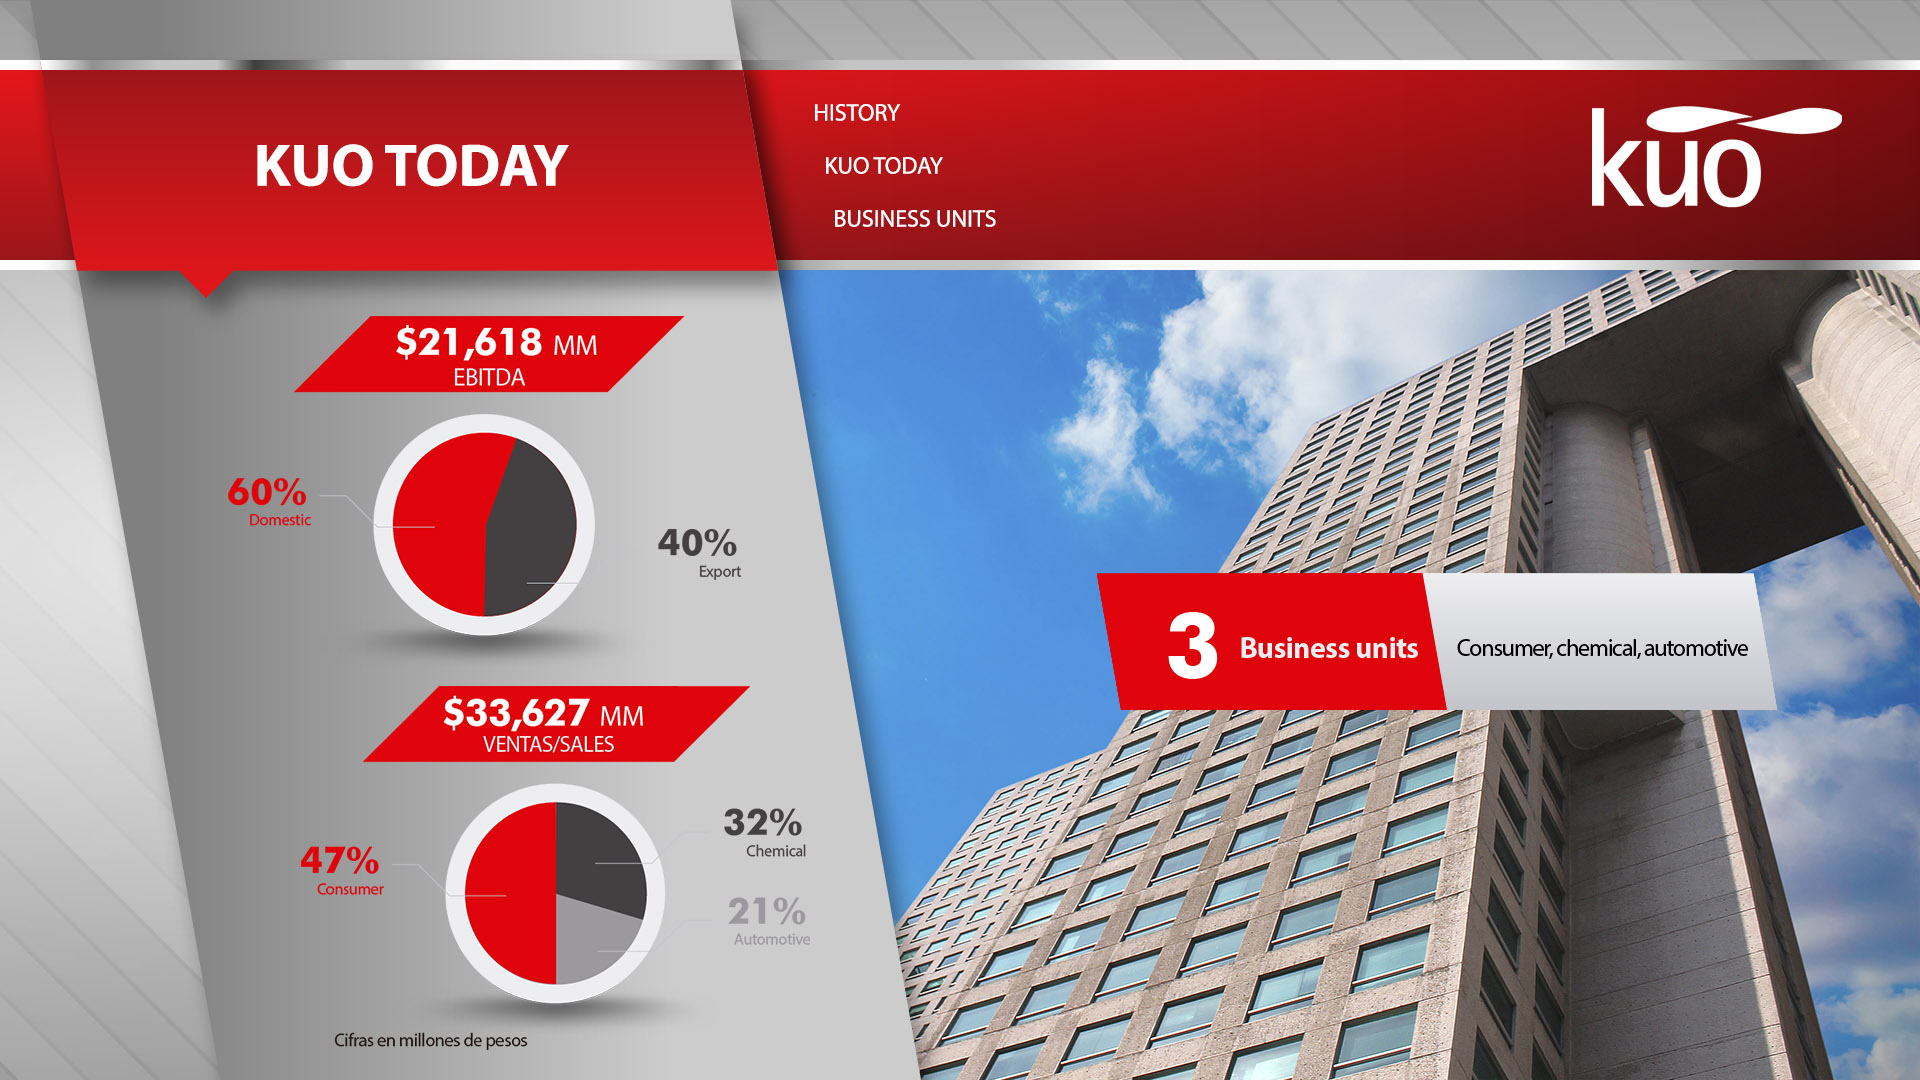 KUO TODAY
HISTORY
KUO TODAY
BUSINESS UNITS
kuo
$21,618 MM
EBITDA
60%
Domestic
40%
Export
$33,627 MM
VENTAS/SALES
47%
Consumer
32%
Chemical
21%
Automotive
Cifras en millones de pesos
3 Business units
Consumer, chemical, automotive